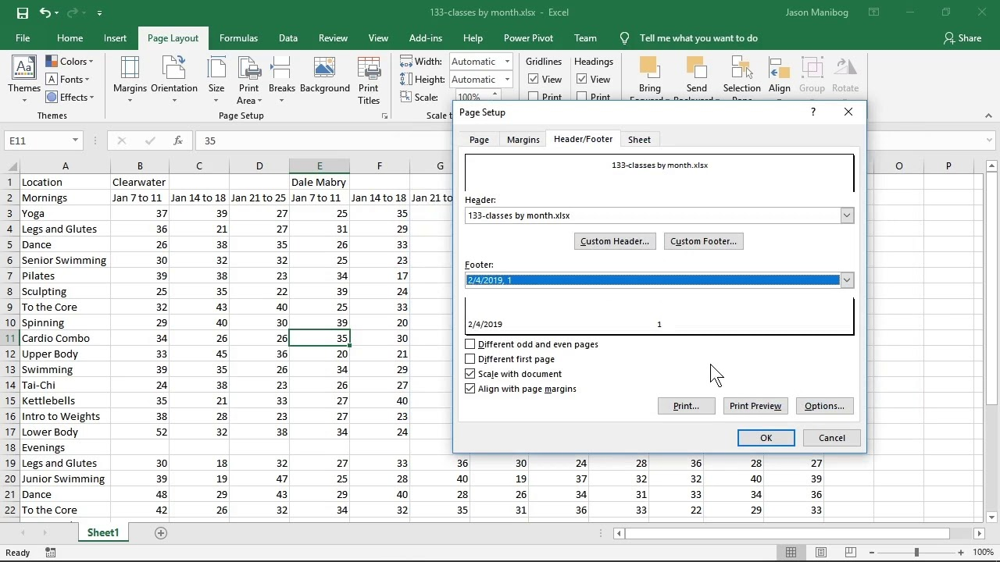 133-classes by month.xlsx - Excel
Jason Manibog
File Home Insert Page Layout Formulas Data Review View Add-ins Help Power Pivot Team Tell me what you want to do Share
Themes
Colors
Fonts
Effects
Themes
Margins Orientation Size Print Area Breaks Background Print Titles
Page Setup
Width: Automatic
Height: Automatic
Scale: 100%
Scale t
Gridlines
View
Print
Headings
View
Print
Bring Selection Align Group Rotate
E11 fx 35
Page Setup ?
Page Margins Header/Footer Sheet
133-classes by month.xlsx
Header:
133-classes by month.xlsx
Custom Header... Custom Footer...
Footer:
2/4/2019, 1
2/4/2019 1
Different odd and even pages
Different first page
Scale with document
Align with page margins
Print... Print Preview Options...
OK Cancel
A B C D E F G O P
1 Location Clearwater Dale Mabry
2 Mornings Jan 7 to 11 Jan 14 to 18 Jan 21 to 25 Jan 7 to 11 Jan 14 to 18 Jan 21 to
3 Yoga 37 39 27 25 35
4 Legs and Glutes 36 21 27 31 29
5 Dance 26 38 35 26 33
6 Senior Swimming 30 32 32 25 23
7 Pilates 39 38 23 34 17
8 Sculpting 25 35 22 39 24
9 To the Core 32 43 40 25 33
10 Spinning 29 40 30 39 20
11 Cardio Combo 34 26 26 35 30
12 Upper Body 33 45 36 20 21
13 Swimming 39 35 26 34 29
14 Tai-Chi 24 38 23 26 27
15 Kettlebells 35 21 33 27 40
16 Intro to Weights 38 28 23 27 23
17 Lower Body 52 32 38 34 24
18 Evenings
19 Legs and Glutes 30 18 32 27 33 36 30 24 28 36 28 27
20 Junior Swimming 39 19 47 25 28 40 19 37 32 32 40 39
21 Dance 48 29 43 29 40 28 26 34 31 33 34 36
22 To the Core 42 26 32 34 32 35 31 36 33 22 29 33
Sheet1
Ready 100%